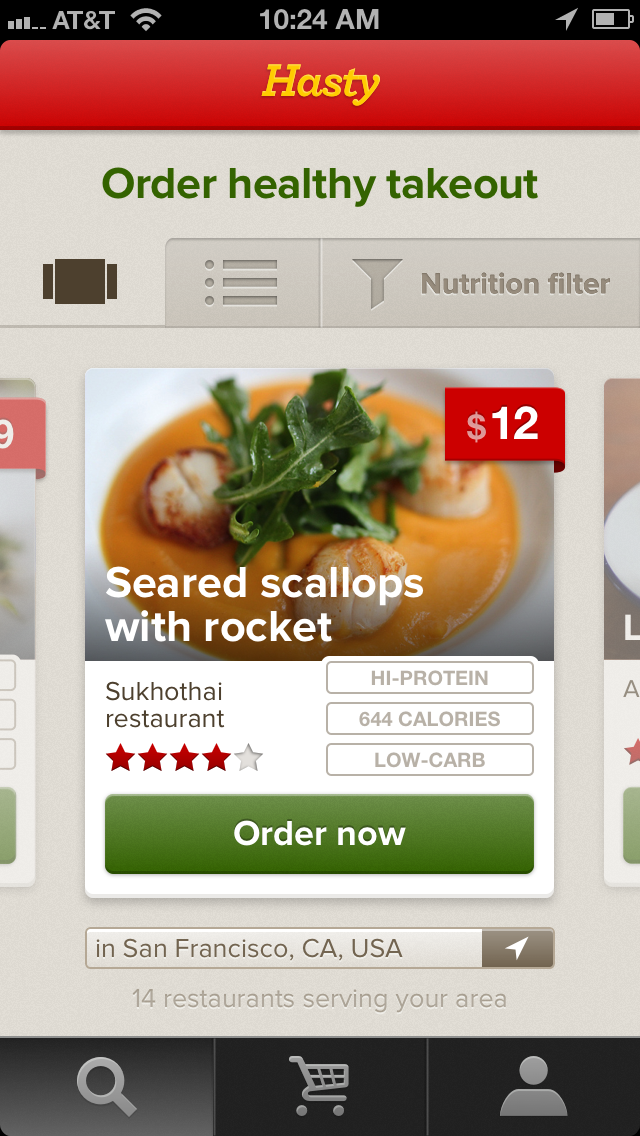 AT&T 10:24 AM
Hasty
Order healthy takeout
Nutrition filter
9
$12
Seared scallops
with rocket
L
Sukhothai
restaurant
HI-PROTEIN
644 CALORIES
LOW-CARB
A
Order now
in San Francisco, CA, USA
14 restaurants serving your area